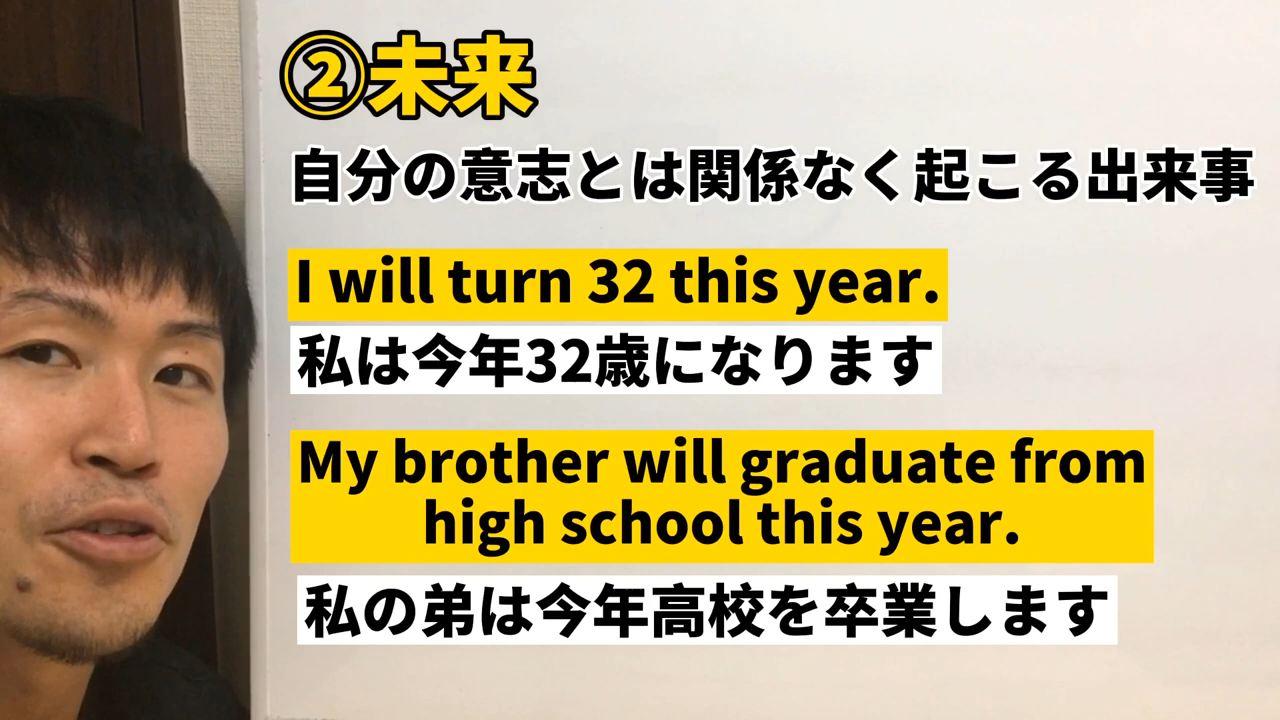 ②未来
自分の意志とは関係なく起こる出来事
I will turn 32 this year.
私は今年32歳になります
My brother will graduate from
high school this year.
私の弟は今年高校を卒業します